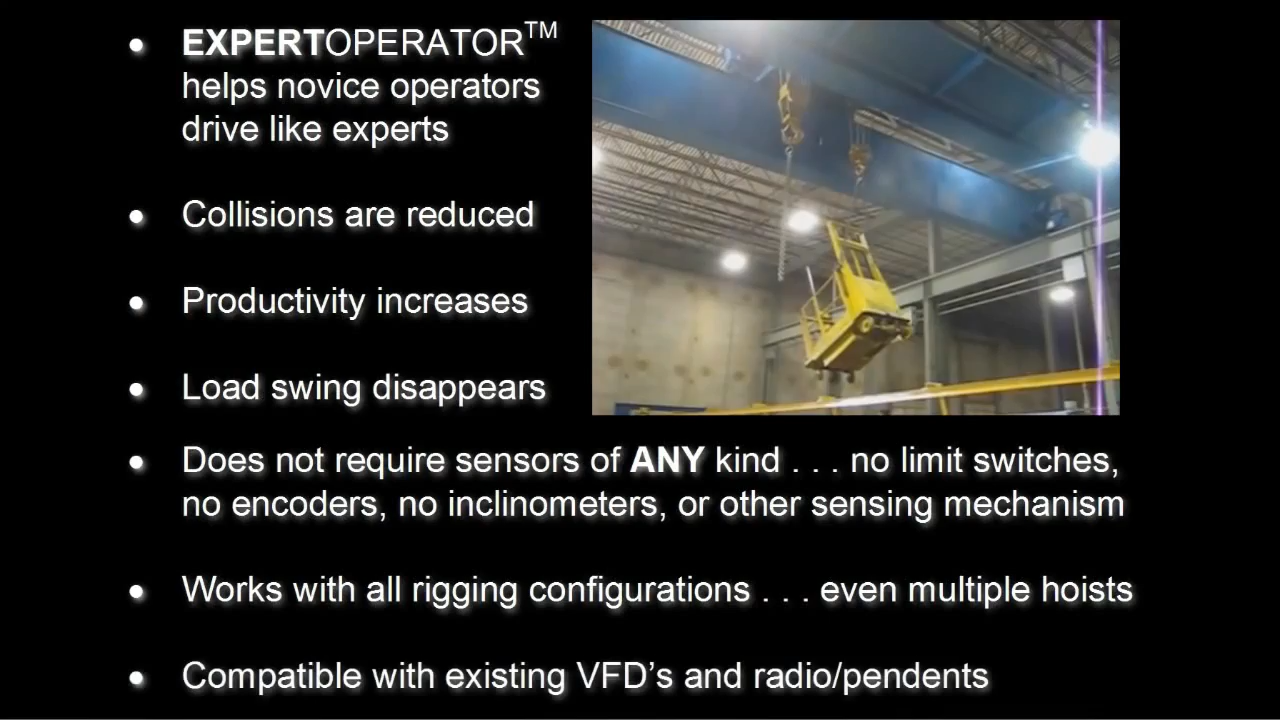 • EXPERTOPERATOR™
helps novice operators
drive like experts
• Collisions are reduced
• Productivity increases
• Load swing disappears
• Does not require sensors of ANY kind . . . no limit switches,
no encoders, no inclinometers, or other sensing mechanism
• Works with all rigging configurations . . . even multiple hoists
• Compatible with existing VFD’s and radio/pendents